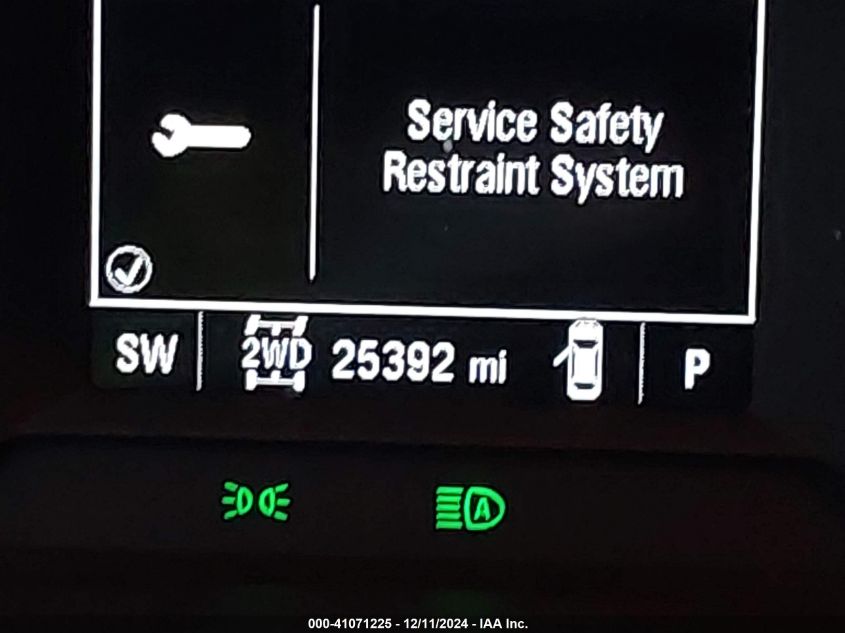 Service Safety
Restraint System
SW 2WD 25392 mi P
A
000-41071225 - 12/11/2024 - IAA Inc.